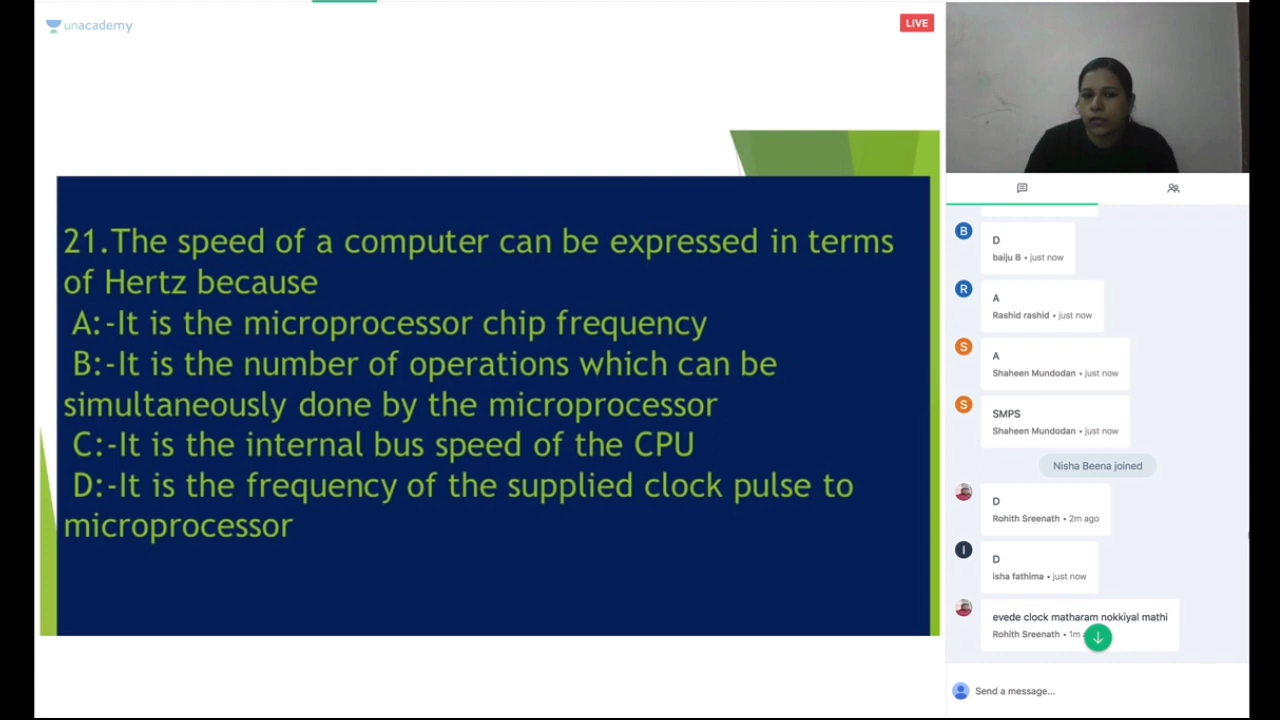 unacademy
LIVE
21.The speed of a computer can be expressed in terms
of Hertz because
A:-It is the microprocessor chip frequency
B:-It is the number of operations which can be
simultaneously done by the microprocessor
C:-It is the internal bus speed of the CPU
D:-It is the frequency of the supplied clock pulse to
microprocessor
B
D
baiju B • just now
R
A
Rashid rashid • just now
S
A
Shaheen Mundodan • just now
S
SMPS
Shaheen Mundodan • just now
Nisha Beena joined
D
Rohith Sreenath • 2m ago
I
D
isha fathima • just now
evede clock matharam nokkiyal mathi
Rohith Sreenath • 1m
Send a message...